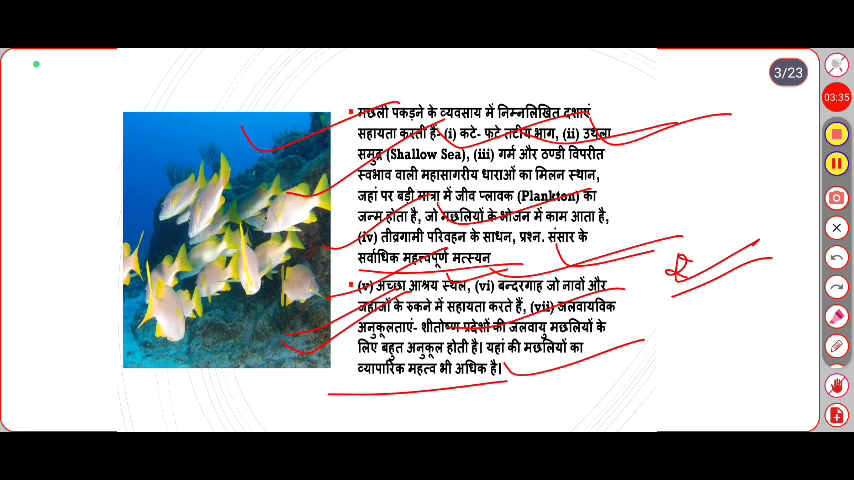 3/23
03:35
▪ मछली पकड़ने के व्यवसाय में निम्नलिखित दशाएं
सहायता करती हैं- (i) कटे- फटे तटीय भाग, (ii) उथला
समुद्र (Shallow Sea), (iii) गर्म और ठण्डी विपरीत
स्वभाव वाली महासागरीय धाराओं का मिलन स्थान,
जहां पर बड़ी मात्रा में जीव प्लावक (Plankton) का
जन्म होता है, जो मछलियों के भोजन में काम आता है,
(iv) तीव्रगामी परिवहन के साधन, प्रश्न. संसार के
सर्वाधिक महत्त्वपूर्ण मत्स्यन
▪ (v) अच्छा आश्रय स्थल, (vi) बन्दरगाह जो नावों और
जहाजों के रुकने में सहायता करते हैं, (vii) जलवायविक
अनुकूलताएं- शीतोष्ण प्रदेशों की जलवायु मछलियों के
लिए बहुत अनुकूल होती है। यहां की मछलियों का
व्यापारिक महत्व भी अधिक है।